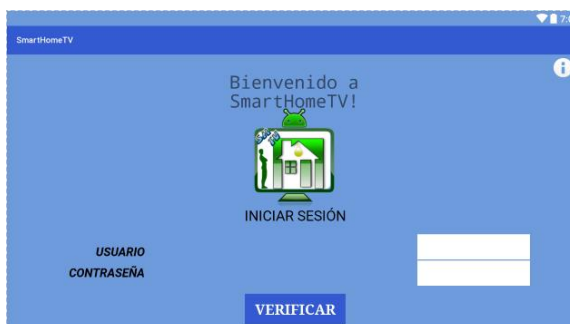 SmartHomeTV
Bienvenido a
SmartHomeTV!
INICIAR SESIÓN
USUARIO
CONTRASEÑA
VERIFICAR